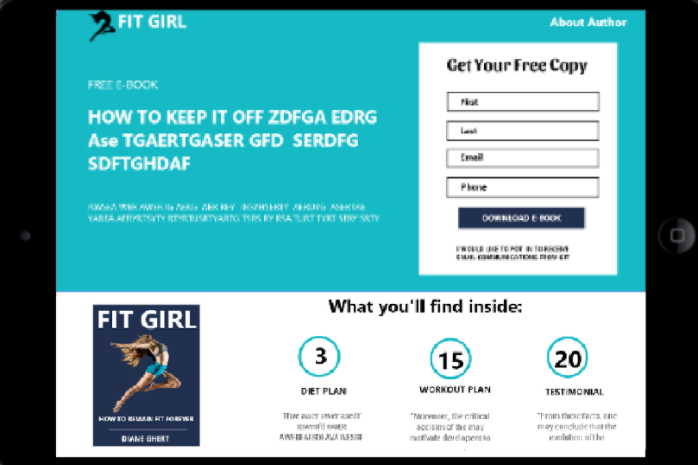 FIT GIRL
About Author
Get Your Free Copy
FREE E-BOOK
First
HOW TO KEEP IT OFF ZDFGA EDRG
Ase TGAERTGASER GFD SERDFG
SDFTGHDAF
Last
Email
Phone
DOWNLOAD E-BOOK
I WOULD LIKE TO IN TO RECEIVE
EMAIL COMMUNICATIONS FROM
What you'll find inside:
FIT GIRL
3
15
20
DIET PLAN
WORKOUT PLAN
TESTIMONIAL
"Moreover, the critical
acclaim of the may
motivate developers to
"From these facts, one
may conclude that the
evolution of the
HOW TO REMAIN FIT FOREVER
DIANE GHERT